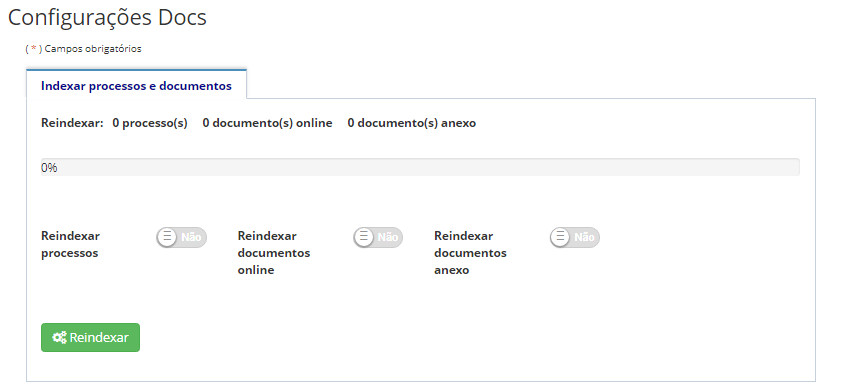 Configurações Docs
( * ) Campos obrigatórios
Indexar processos e documentos
Reindexar: 0 processo(s) 0 documento(s) online 0 documento(s) anexo
0%
Reindexar processos
Não
Reindexar documentos online
Não
Reindexar documentos anexo
Não
Reindexar